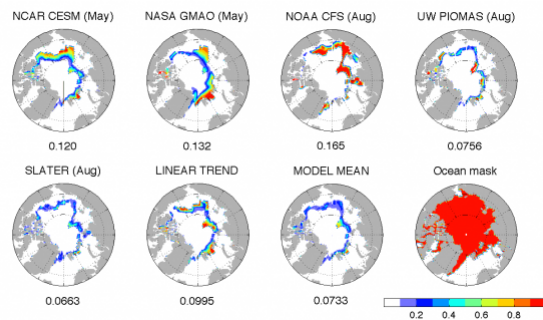 NCAR CESM (May) NASA GMAO (May) NOAA CFS (Aug) UW PIOMAS (Aug)
0.120 0.132 0.165 0.0756
SLATER (Aug) LINEAR TREND MODEL MEAN Ocean mask
0.0663 0.0995 0.0733
0.2 0.4 0.6 0.8